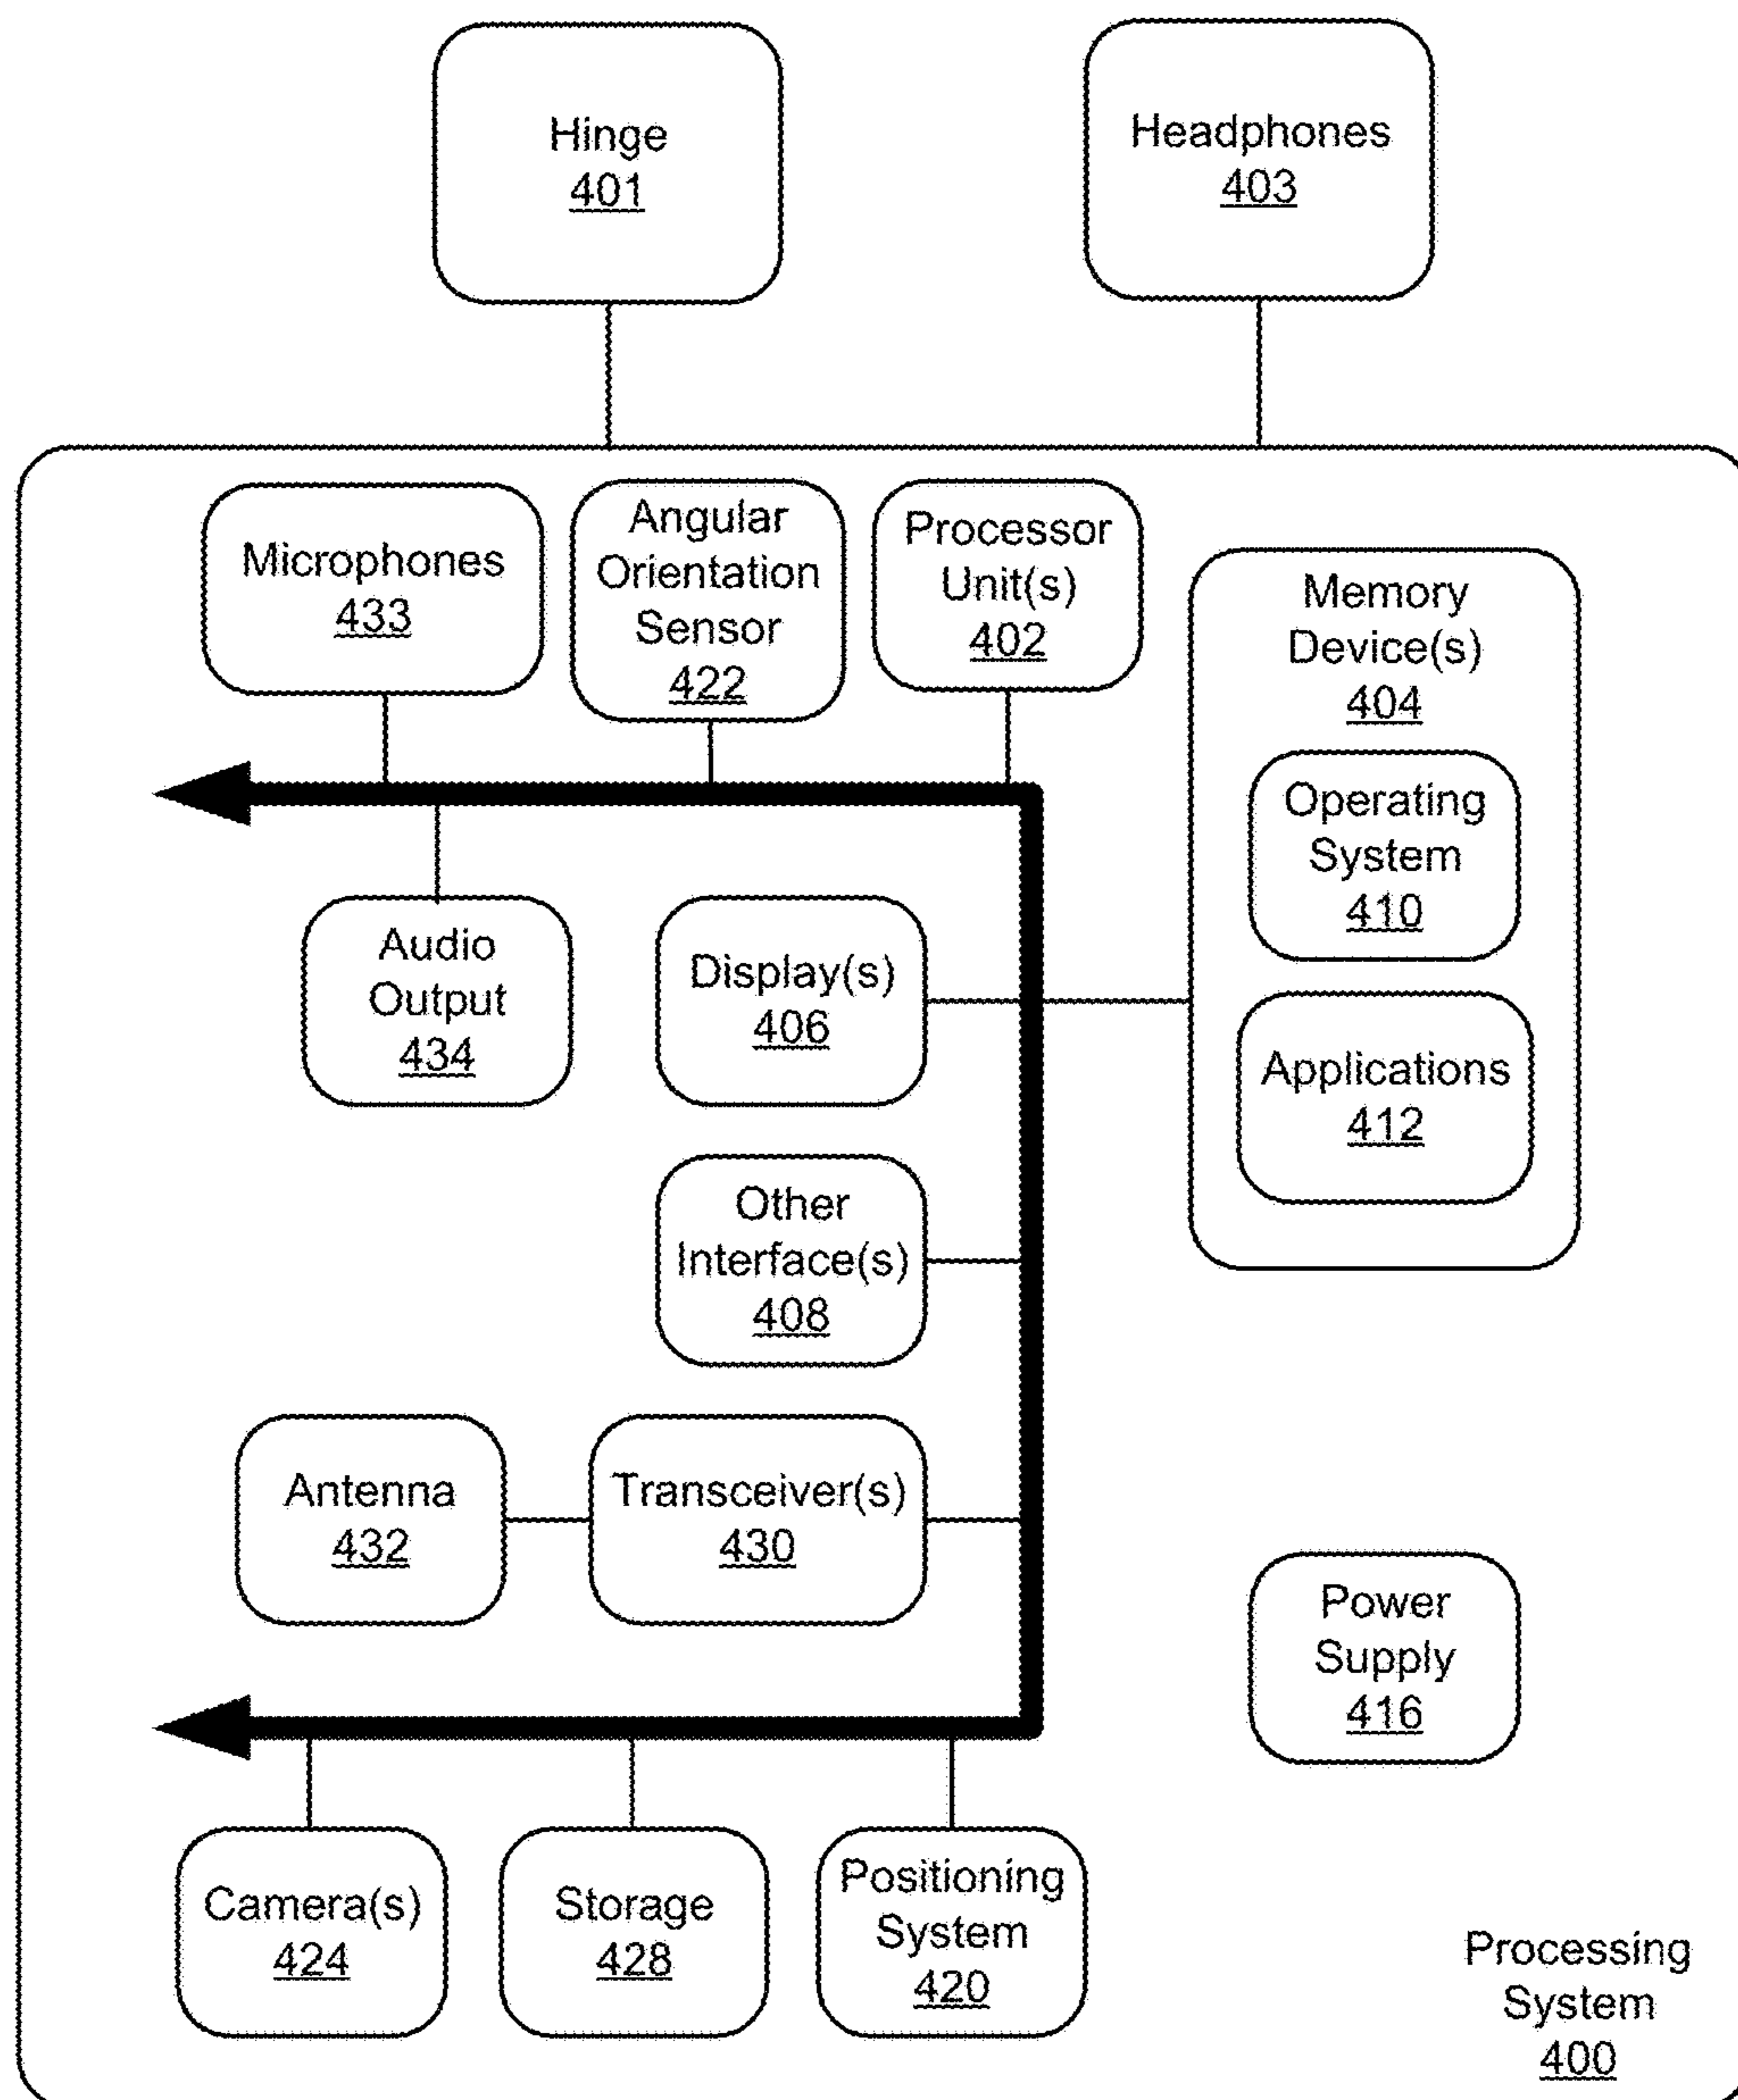 Hinge
401
Headphones
403
Microphones
433
Angular
Orientation
Sensor
422
Processor
Unit(s)
402
Memory
Device(s)
404
Operating
System
410
Applications
412
Audio
Output
434
Display(s)
406
Other
Interface(s)
408
Antenna
432
Transceiver(s)
430
Power
Supply
416
Camera(s)
424
Storage
428
Positioning
System
420
Processing
System
400